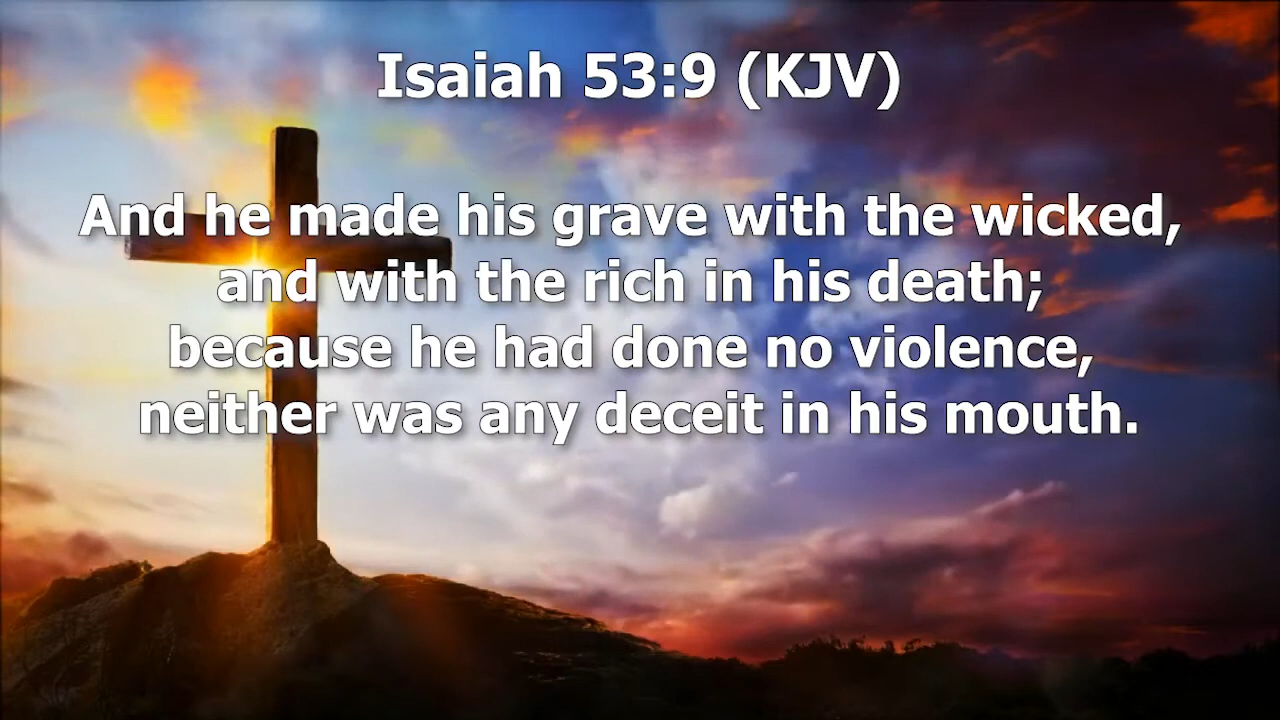 Isaiah 53:9 (KJV)
And he made his grave with the wicked,
and with the rich in his death;
because he had done no violence,
neither was any deceit in his mouth.